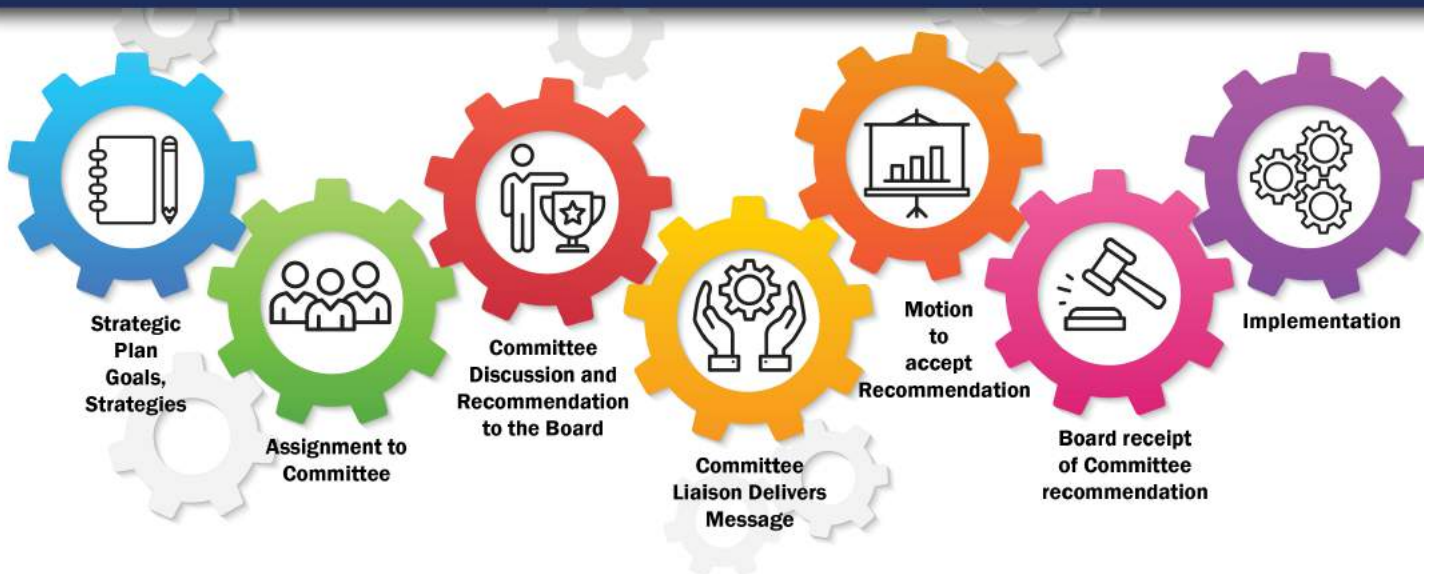 Strategic
Plan
Goals,
Strategies
Assignment to
Committee
Committee
Discussion and
Recommendation
to the Board
Committee
Liaison Delivers
Message
Motion
to
accept
Recommendation
Board receipt
of Committee
recommendation
Implementation